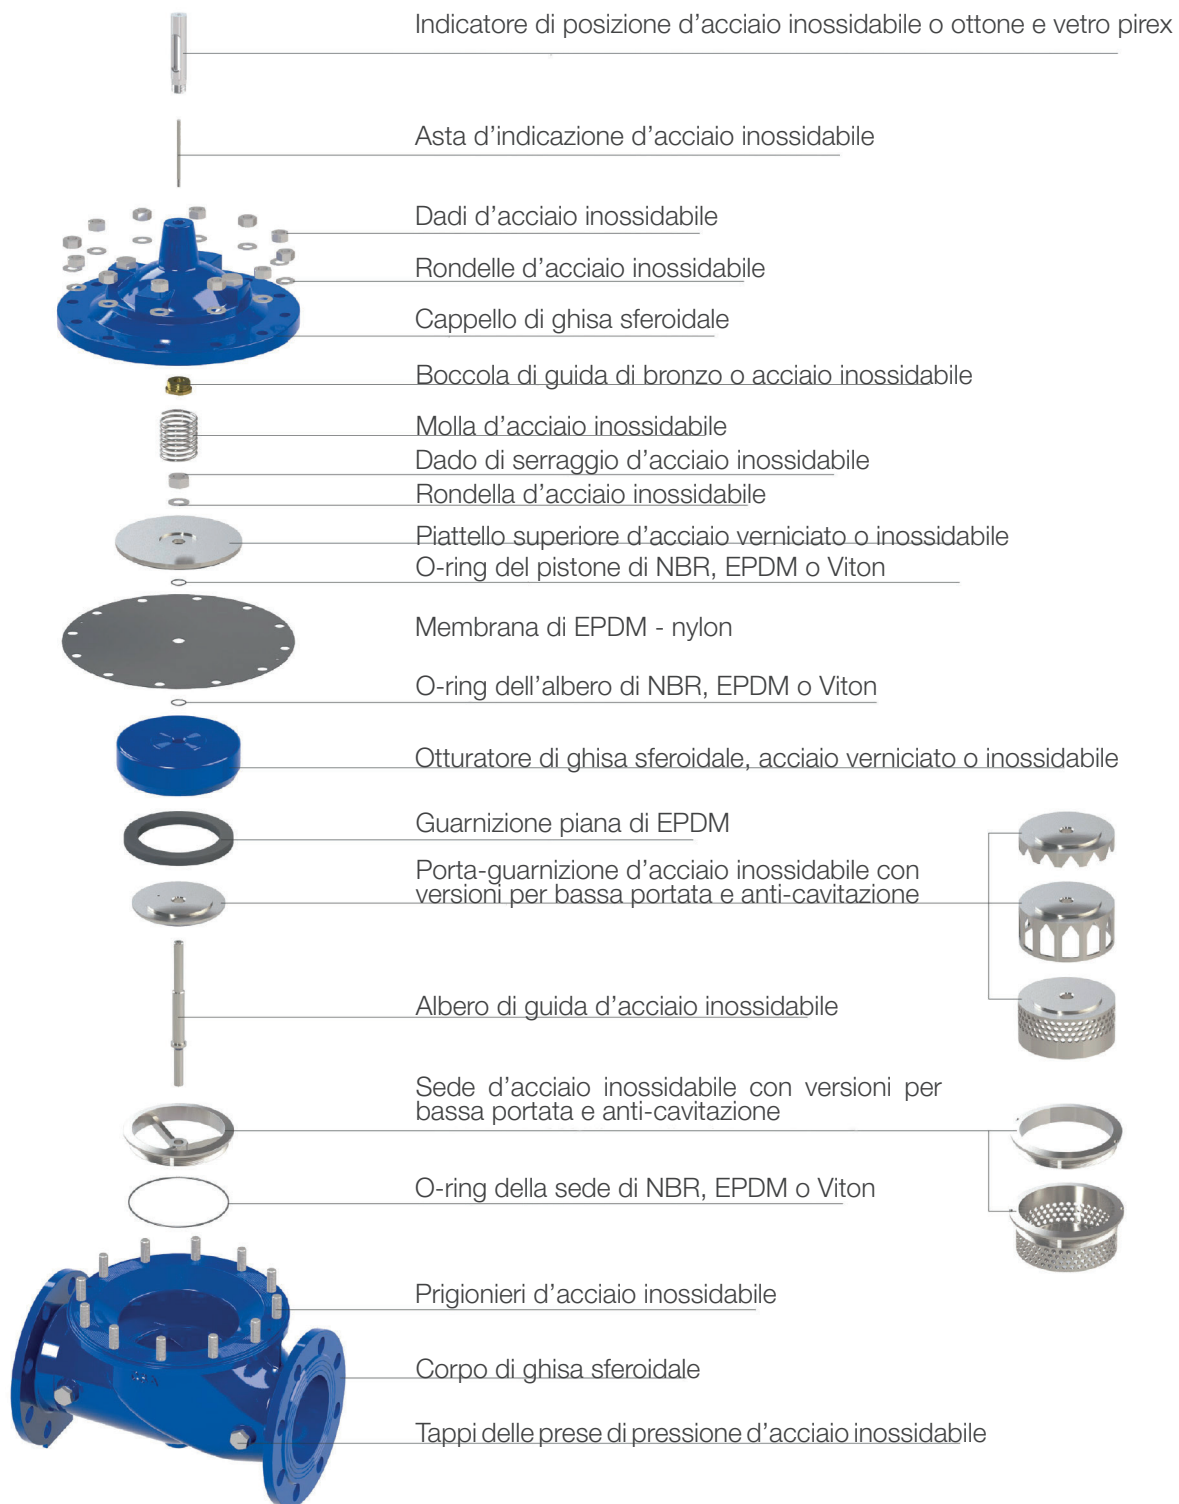 Indicatore di posizione d’acciaio inossidabile o ottone e vetro pirex
Asta d’indicazione d’acciaio inossidabile
Dadi d’acciaio inossidabile
Rondelle d’acciaio inossidabile
Cappello di ghisa sferoidale
Boccola di guida di bronzo o acciaio inossidabile
Molla d’acciaio inossidabile
Dado di serraggio d’acciaio inossidabile
Rondella d’acciaio inossidabile
Piattello superiore d’acciaio verniciato o inossidabile
O-ring del pistone di NBR, EPDM o Viton
Membrana di EPDM - nylon
O-ring dell’albero di NBR, EPDM o Viton
Otturatore di ghisa sferoidale, acciaio verniciato o inossidabile
Guarnizione piana di EPDM
Porta-guarnizione d’acciaio inossidabile con
versioni per bassa portata e anti-cavitazione
Albero di guida d’acciaio inossidabile
Sede d’acciaio inossidabile con versioni per
bassa portata e anti-cavitazione
O-ring della sede di NBR, EPDM o Viton
Prigionieri d’acciaio inossidabile
Corpo di ghisa sferoidale
Tappi delle prese di pressione d’acciaio inossidabile